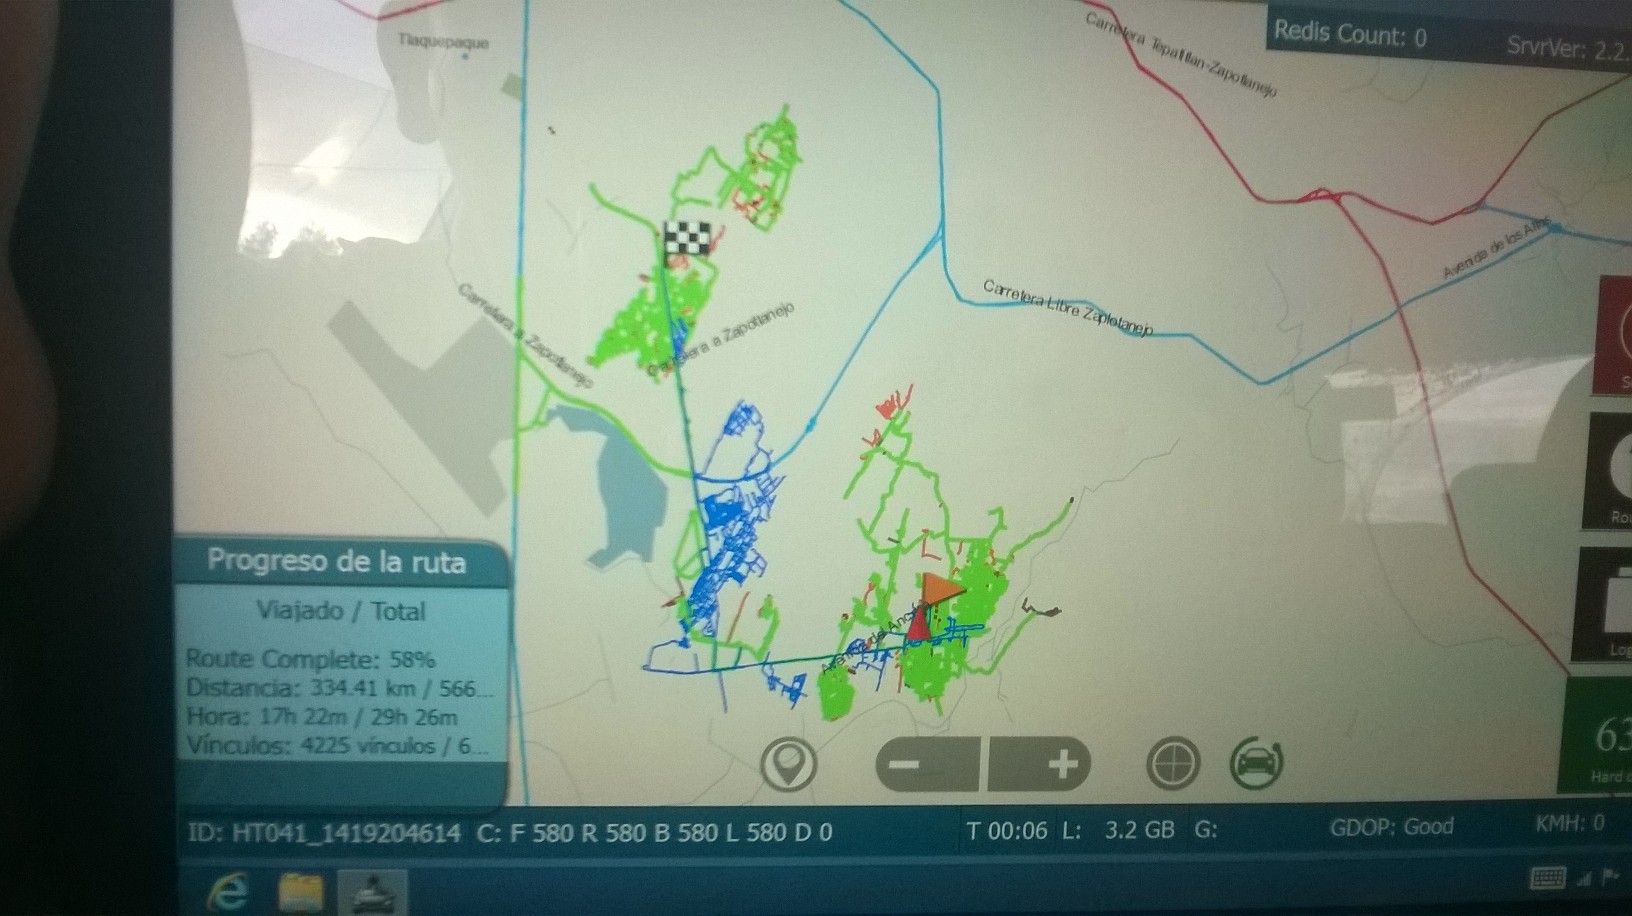 Tlaquepaque
Carretera Tepatitlan-Zapotlanejo
Redis Count: 0
SrvrVer: 2.2.
Avenida de los Altos
Carretera Libre Zaplotanejo
Carretera a Zapotlanejo
Carretera a Zapotlanejo
Progreso de la ruta
Viajado / Total
Route Complete: 58%
Distancia: 334.41 km / 566...
Hora: 17h 22m / 29h 26m
Vínculos: 4225 vínculos / 6...
63
Hard
ID: HT041_1419204614 C: F 580 R 580 B 580 L 580 D 0
T 00:06 L: 3.2 GB G:
GDOP: Good
KMH: 0